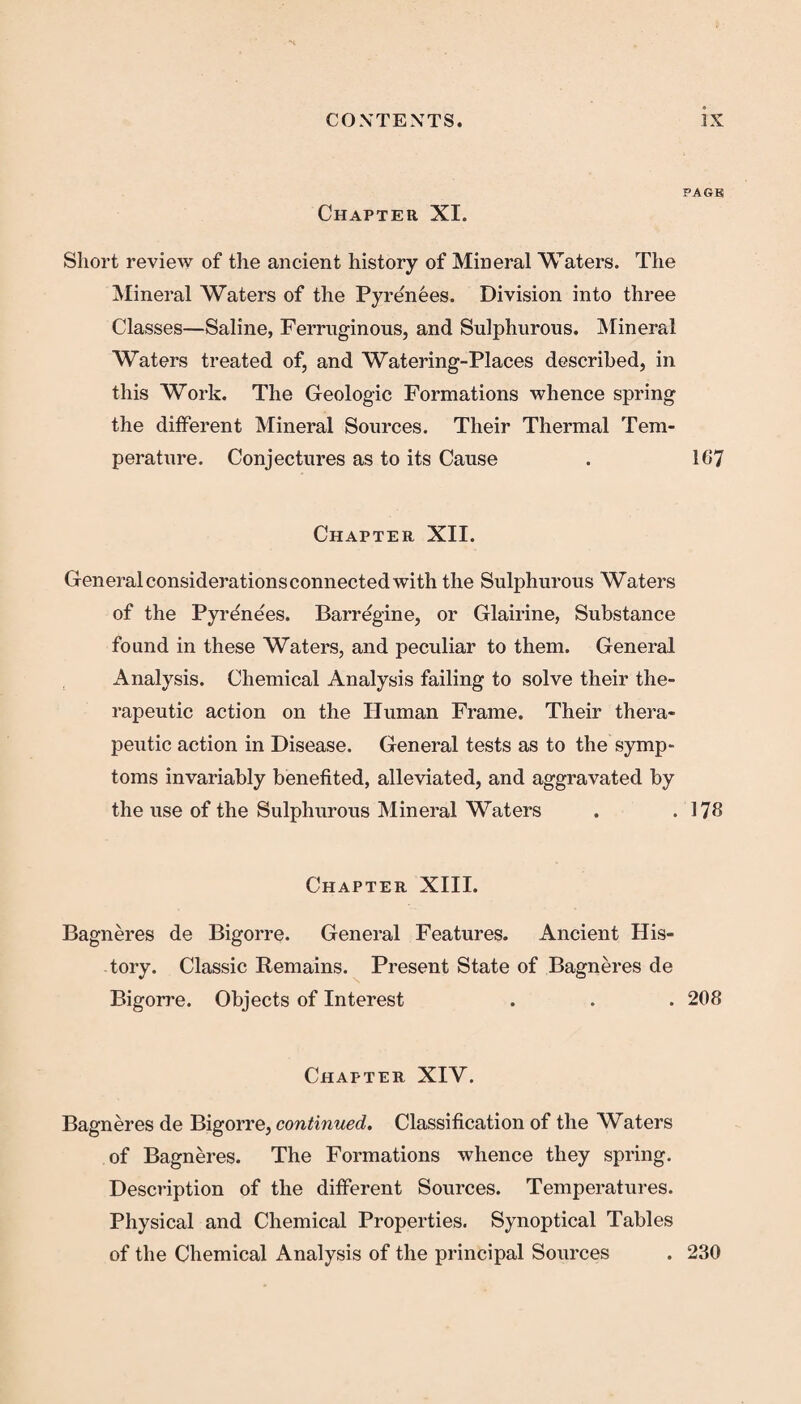 CONTENTS. ix
PAGE
CHAPTER XI.
Short review of the ancient history of Mineral Waters. The
Mineral Waters of the Pyrénées. Division into three
Classes—Saline, Ferruginous, and Sulphurous. Mineral
Waters treated of, and Watering-Places described, in
this Work. The Geologic Formations whence spring
the different Mineral Sources. Their Thermal Tem-
perature. Conjectures as to its Cause . 167
CHAPTER XII.
General considerations connected with the Sulphurous Waters
of the Pyrénées. Barrégine, or Glairine, Substance
found in these Waters, and peculiar to them. General
Analysis. Chemical Analysis failing to solve their the-
rapeutic action on the Human Frame. Their thera-
peutic action in Disease. General tests as to the symp-
toms invariably benefited, alleviated, and aggravated by
the use of the Sulphurous Mineral Waters . . 178
CHAPTER XIII.
Bagnères de Bigorre. General Features. Ancient His-
tory. Classic Remains. Present State of Bagnères de
Bigorre. Objects of Interest . . . 208
CHAPTER XIV.
Bagnères de Bigorre, continued. Classification of the Waters
of Bagnères. The Formations whence they spring.
Description of the different Sources. Temperatures.
Physical and Chemical Properties. Synoptical Tables
of the Chemical Analysis of the principal Sources . 230